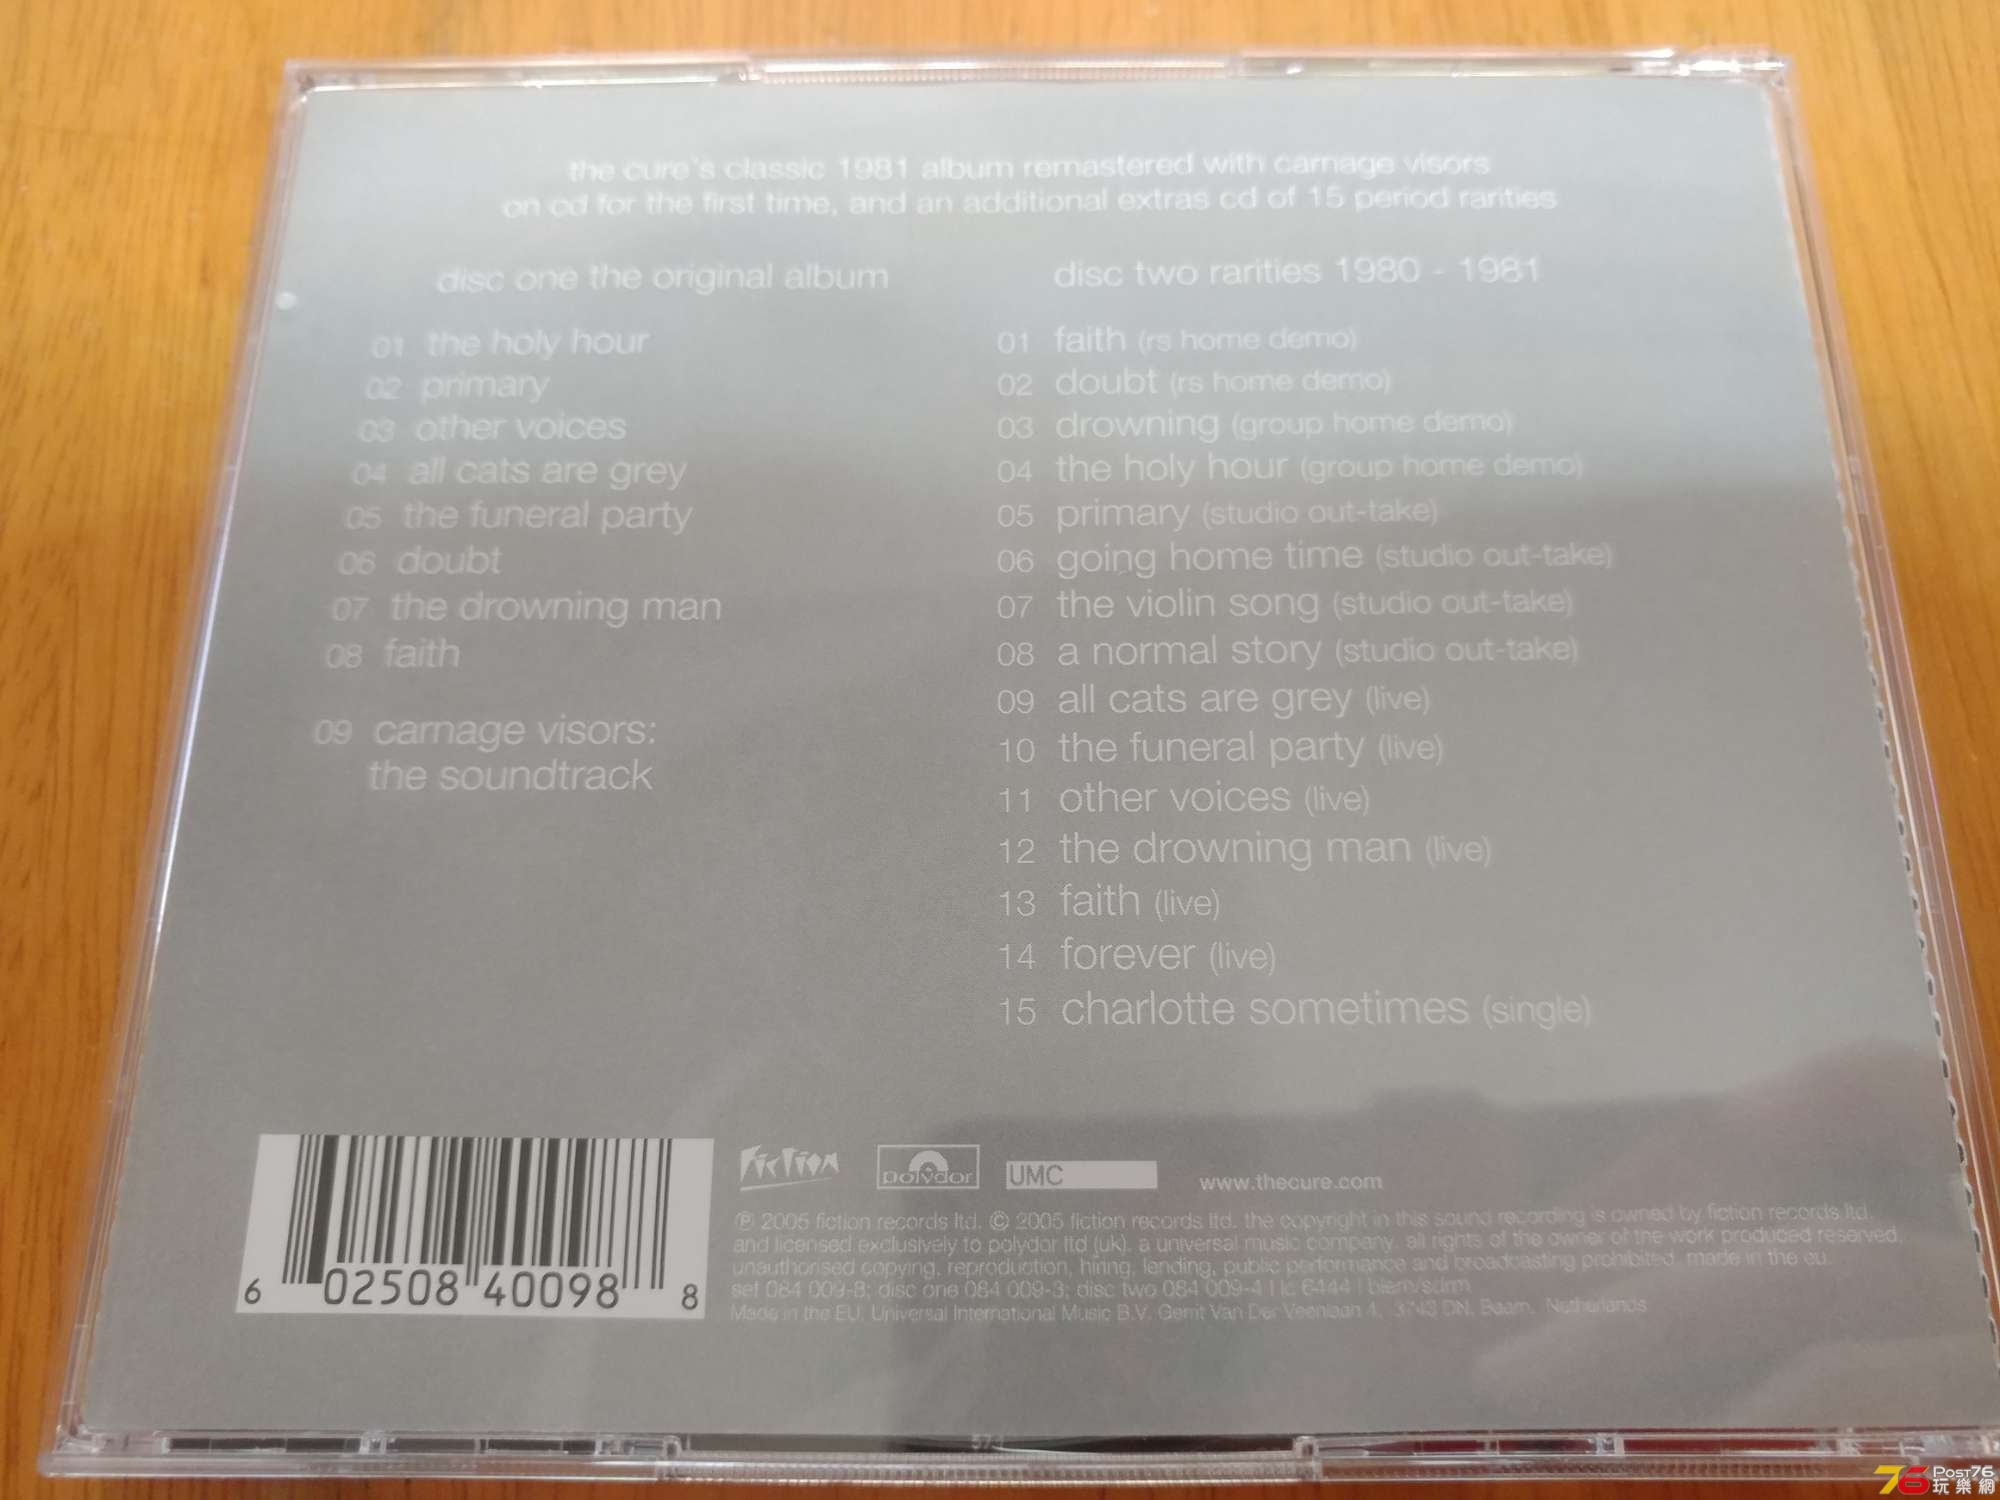 the cure's classic 1981 album remastered with carnage visors
on cd for the first time, and an additional extras cd of 15 period rarities
disc one the original album
01 the holy hour
02 primary
03 other voices
04 all cats are grey
05 the funeral party
06 doubt
07 the drowning man
08 faith
09 carnage visors:
the soundtrack
disc two rarities 1980 - 1981
01 faith (rs home demo)
02 doubt (rs home demo)
03 drowning (group home demo)
04 the holy hour (group home demo)
05 primary (studio out-take)
06 going home time (studio out-take)
07 the violin song (studio out-take)
08 a normal story (studio out-take)
09 all cats are grey (live)
10 the funeral party (live)
11 other voices (live)
12 the drowning man (live)
13 faith (live)
14 forever (live)
15 charlotte sometimes (single)
6 02508 40098 8
Fiction
polydor
UMC
www.thecure.com
℗ 2005 fiction records ltd. © 2005 fiction records ltd. the copyright in this sound recording is owned by fiction records ltd.
and licensed exclusively to polydor ltd (uk). a universal music company. all rights of the owner of the work produced reserved.
unauthorised copying, reproduction, hiring, lending, public performance and broadcasting prohibited. made in the eu.
set 084 009-8; disc one 084 009-3; disc two 084 009-4 | lc 6444 | biem/sdrm
Made in the EU. Universal International Music B.V. Gerrit Van Der Veenlaan 4, 3743 DN, Baarn, Netherlands
76 Post76
玩樂網